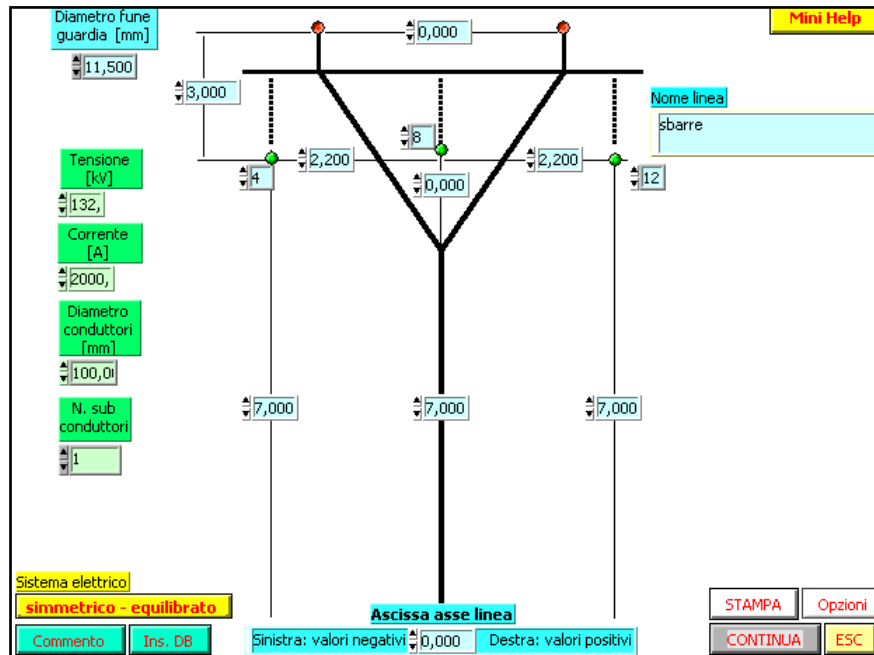 Diametro fune
guardia [mm]
11,500
0,000
Mini Help
3,000
Nome linea
sbarre
8
2,200
2,200
4
0,000
12
Tensione
[kV]
132,
Corrente
[A]
2000,
Diametro
conduttori
[mm]
N. sub
conduttori
1
7,000
7,000
7,000
Sistema elettrico
simmetrico - equilibrato
Commento
Ins. DB
Ascissa asse linea
Sinistra: valori negativi
0,000
Destra: valori positivi
STAMPA
Opzioni
CONTINUA
ESC